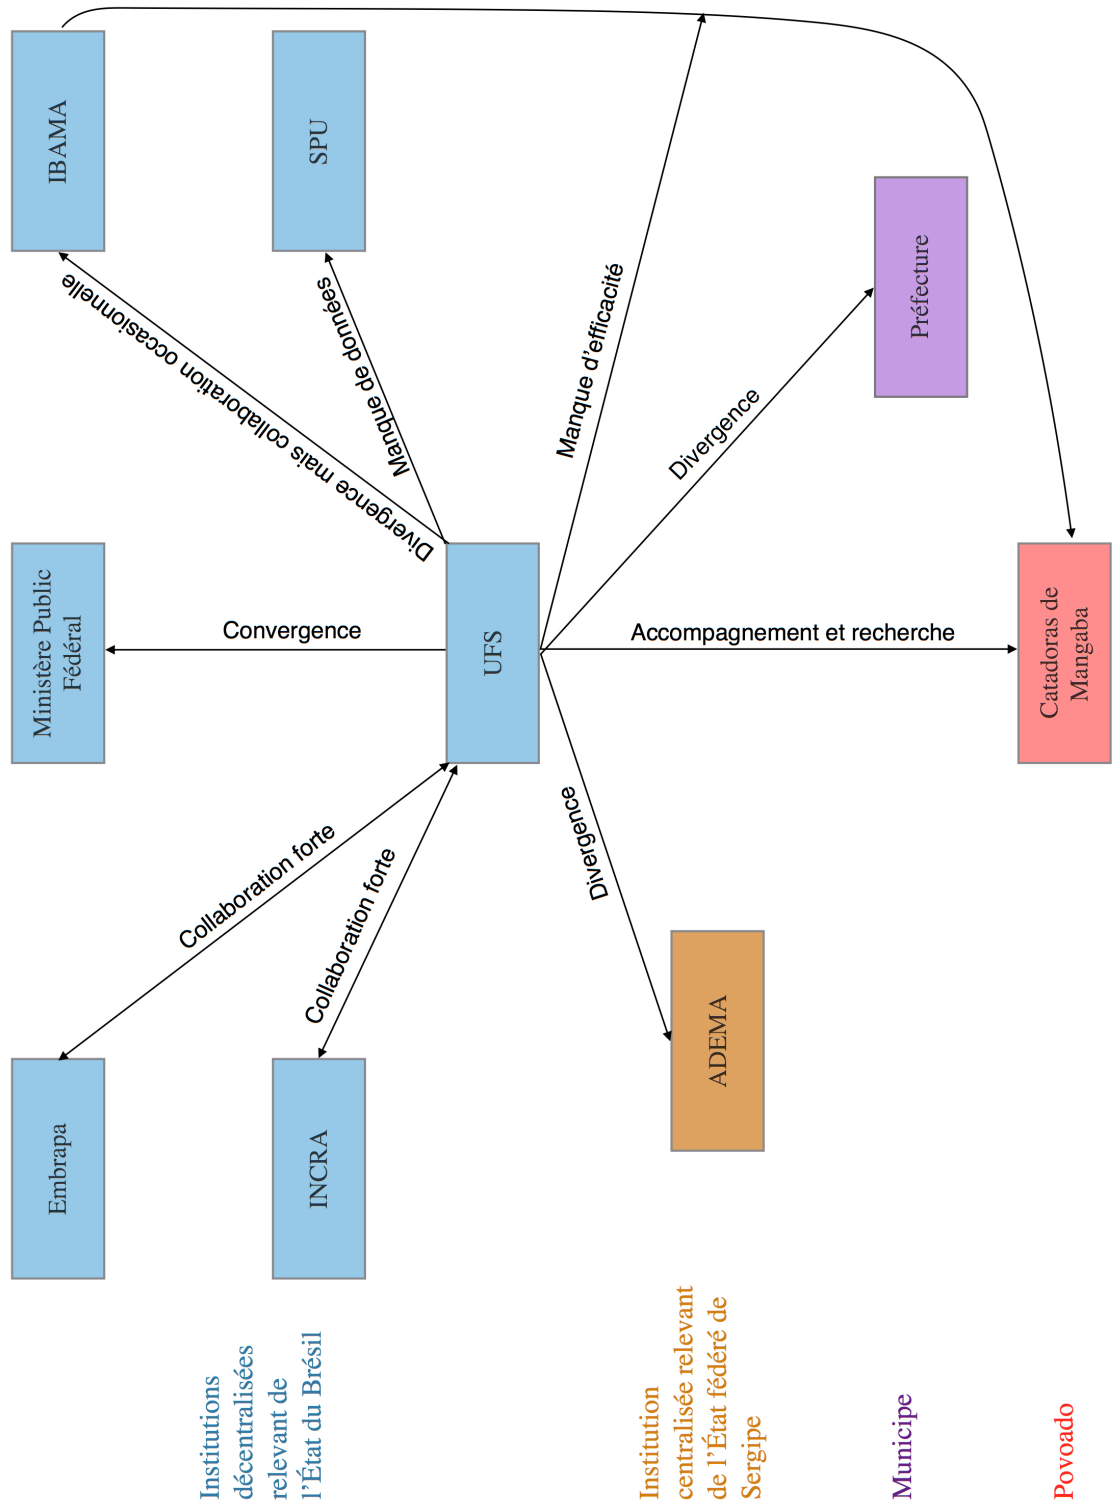 Institutions
décentralisées
relevant de
l’État du Brésil
Embrapa
Ministère Public
Fédéral
IBAMA
INCRA
SPU
Collaboration forte
Collaboration forte
Convergence
Divergence mais collaboration occasionnelle
Manque de données
UFS
Institution
centralisée relevant
de l’État fédéré de
Sergipe
ADEMA
Divergence
Manque d’efficacité
Divergence
Accompagnement et recherche
Municipe
Préfecture
Povoado
Catadoras de
Mangaba